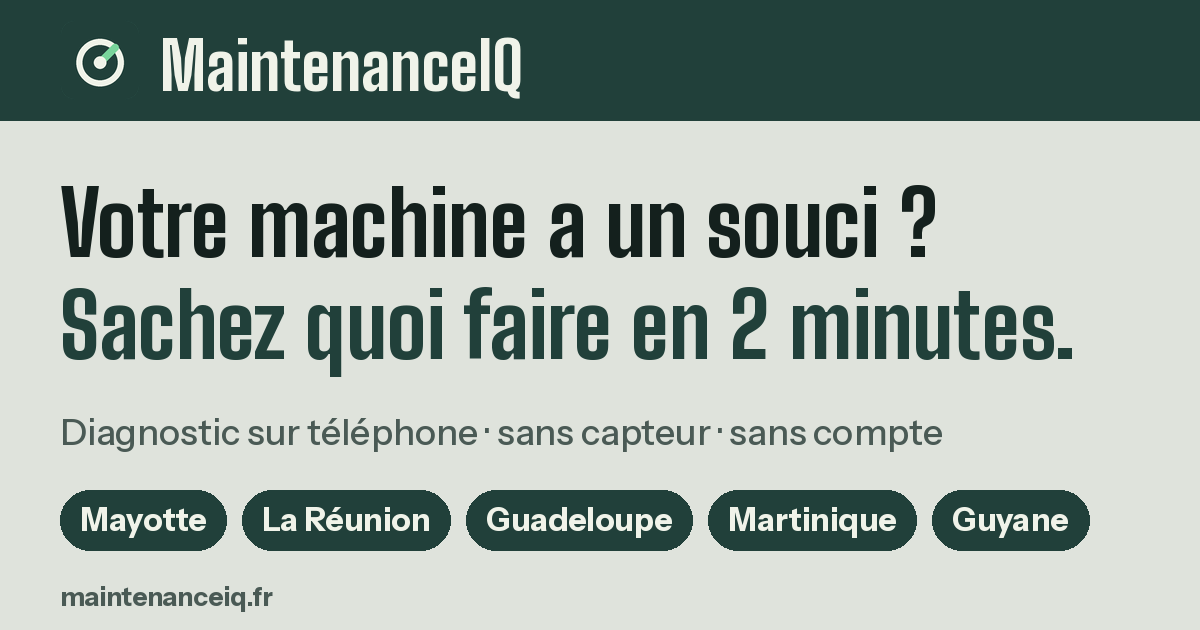 MaintenanceIQ
Votre machine a un souci ?
Sachez quoi faire en 2 minutes.
Diagnostic sur téléphone · sans capteur · sans compte
Mayotte La Réunion Guadeloupe Martinique Guyane
maintenanceiq.fr